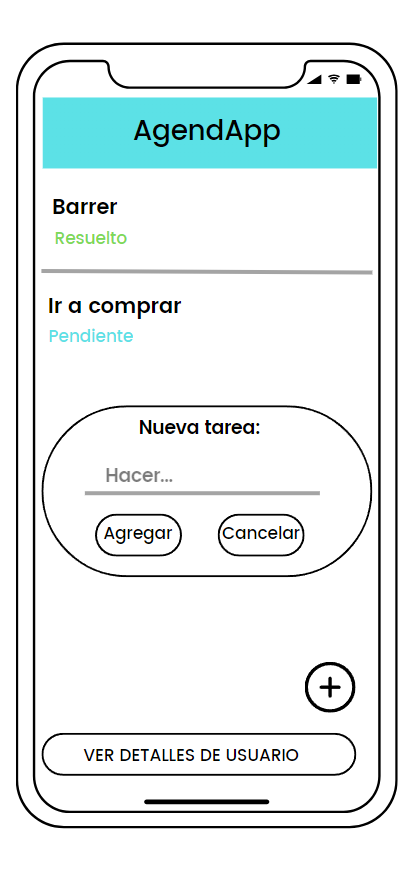 AgendApp
Barrer
Resuelto
Ir a comprar
Pendiente
Nueva tarea:
Hacer...
Agregar Cancelar
VER DETALLES DE USUARIO